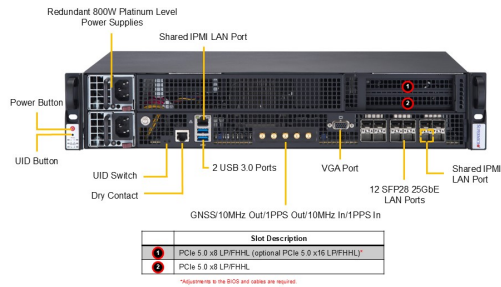 Redundant 800W Platinum Level
Power Supplies
Shared IPMI LAN Port
1
2
Power Button
UID Button
UID Switch
Dry Contact
2 USB 3.0 Ports
GNSS/10MHz Out/1PPS Out/10MHz In/1PPS In
VGA Port
12 SFP28 25GbE
LAN Ports
Shared IPMI
LAN Port
Slot Description
1 PCIe 5.0 x8 LP/FHHL (optional PCIe 5.0 x16 LP/FHHL)*
2 PCIe 5.0 x8 LP/FHHL
*Adjustments to the BIOS and cables are required.